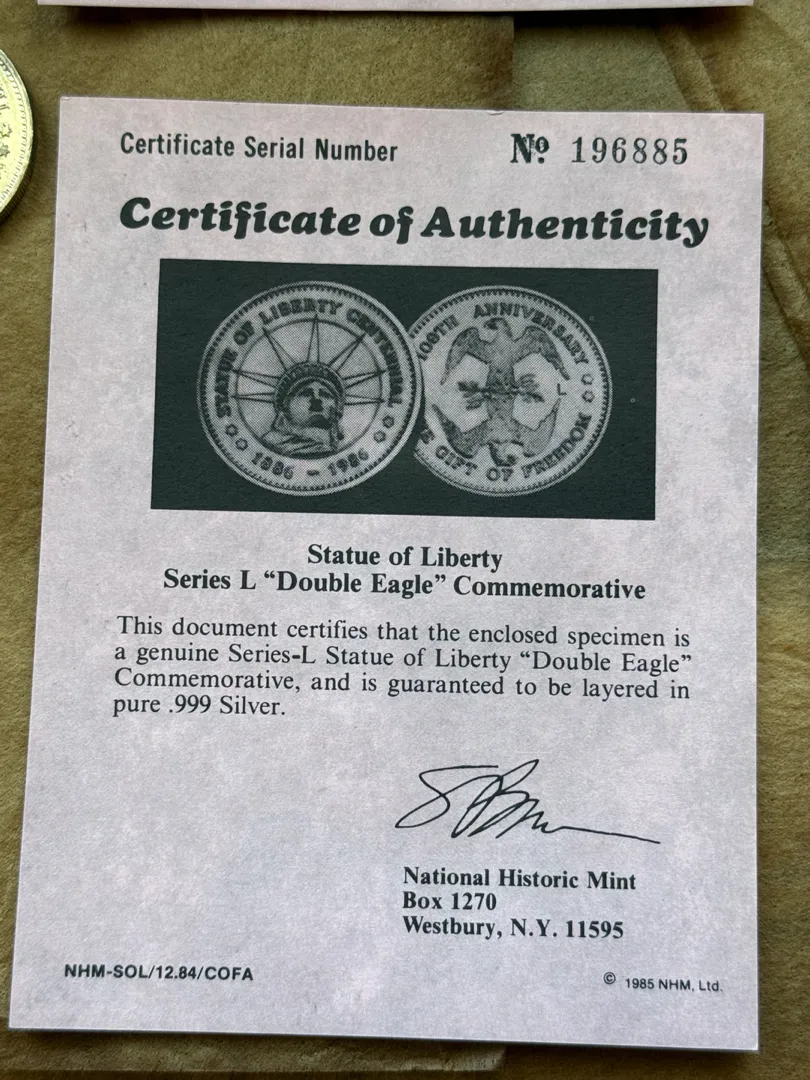 Certificate Serial Number Nº 196885
Certificate of Authenticity
STATUE OF LIBERTY CENTENNIAL
1886 - 1986
100TH ANNIVERSARY
GIFT OF FREEDOM
L
Statue of Liberty
Series L “Double Eagle” Commemorative
This document certifies that the enclosed specimen is
a genuine Series-L Statue of Liberty “Double Eagle”
Commemorative, and is guaranteed to be layered in
pure .999 Silver.
National Historic Mint
Box 1270
Westbury, N.Y. 11595
NHM-SOL/12.84/COFA
© 1985 NHM, Ltd.